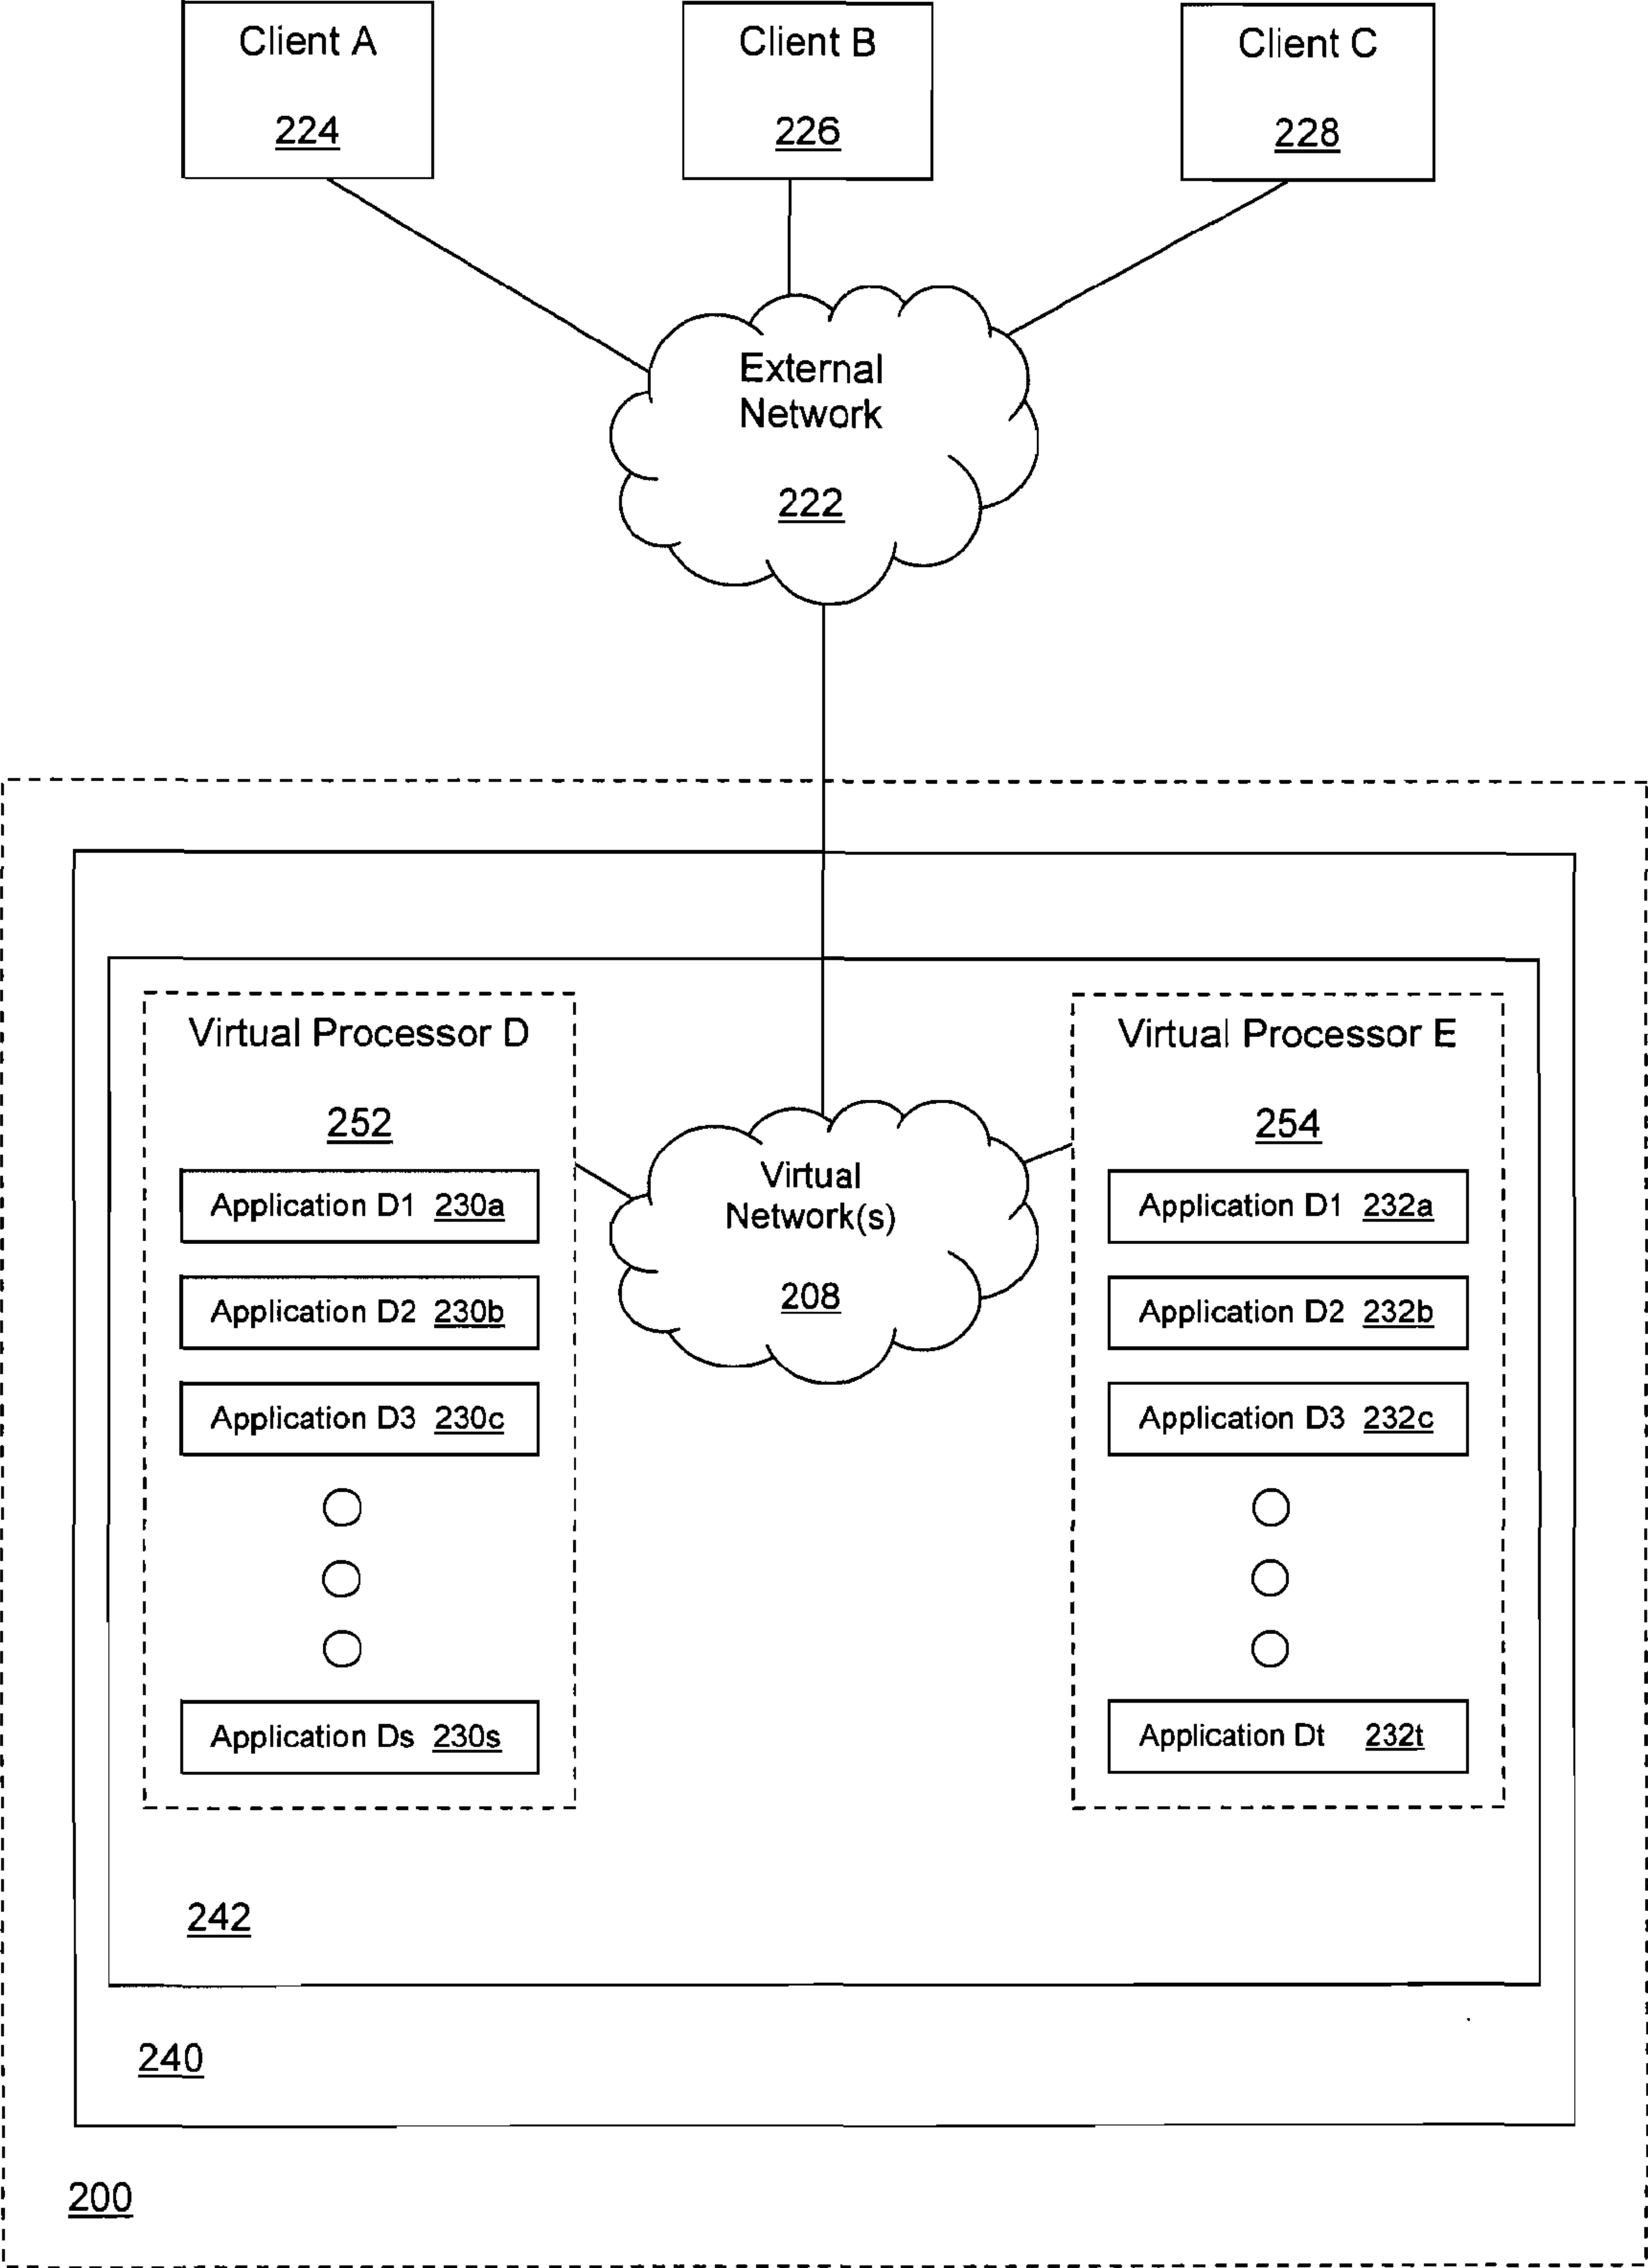 Client A
224
Client B
226
Client C
228
External
Network
222
Virtual Processor D
252
Application D1 230a
Application D2 230b
Application D3 230c
Application Ds 230s
Virtual
Network(s)
208
Virtual Processor E
254
Application D1 232a
Application D2 232b
Application D3 232c
Application Dt 232t
242
240
200